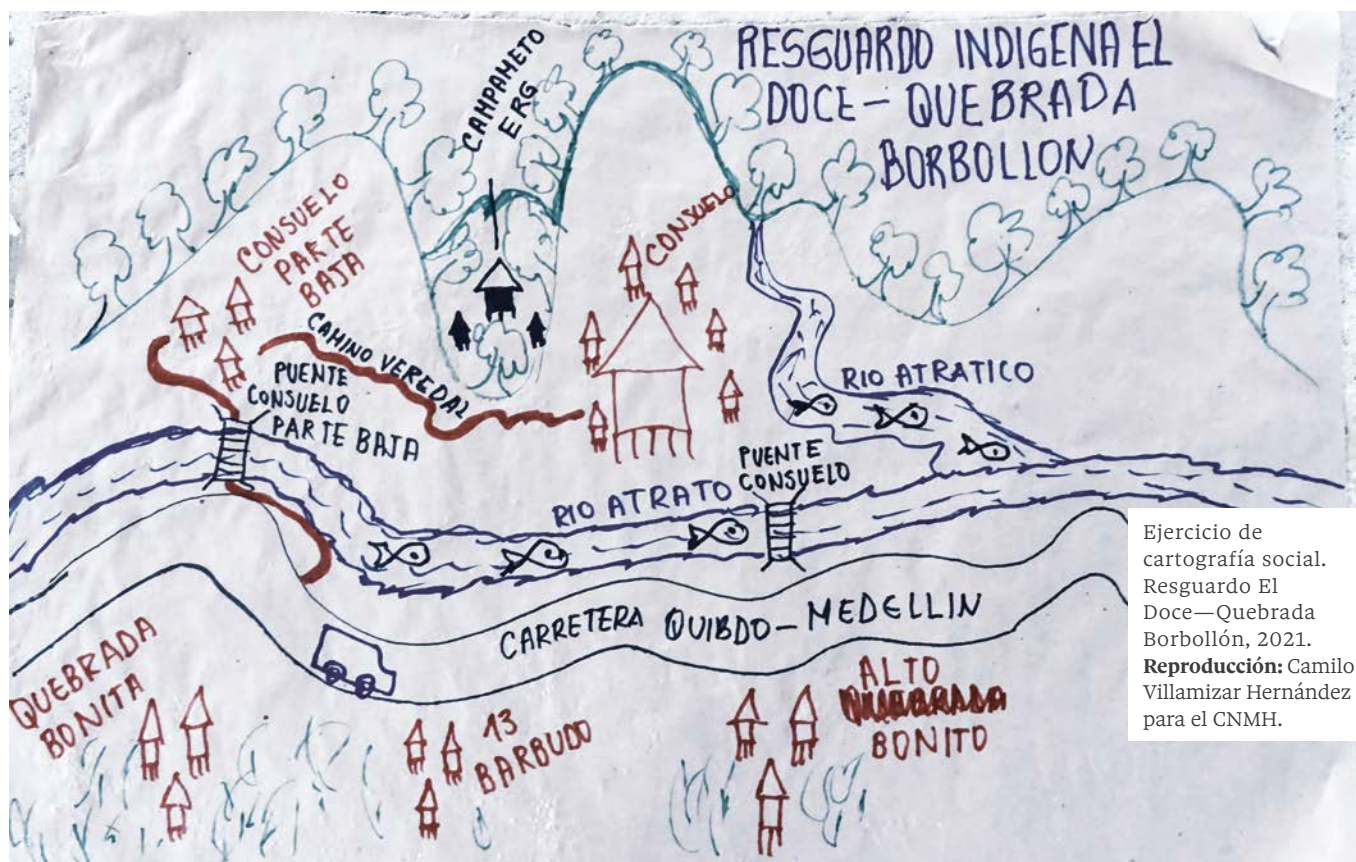 RESGUARDO INDIGENA EL
DOCE - QUEBRADA
BORBOLLON
CAMPAMETO
ERG
CONSUELO
PARTE
BAJA
CONSUELO
CAMINO VEREDAL
PUENTE
CONSUELO
PARTE BAJA
RIO ATRATICO
PUENTE
CONSUELO
RIO ATRATO
CARRETERA QUIBDO - MEDELLIN
QUEBRADA
BONITA
13
BARBUDO
ALTO
QUEBRADA
BONITO
Ejercicio de
cartografía social.
Resguardo El
Doce—Quebrada
Borbollón, 2021.
Reproducción: Camilo
Villamizar Hernández
para el CNMH.